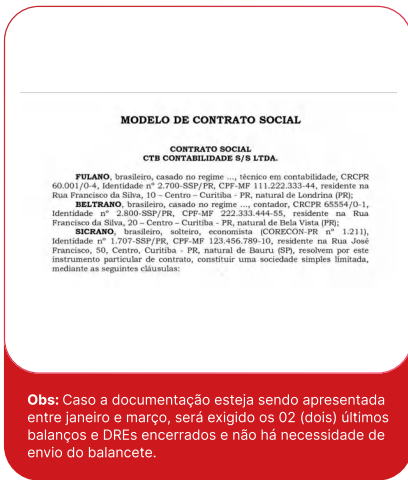 MODELO DE CONTRATO SOCIAL
CONTRATO SOCIAL
CTB CONTABILIDADE S/S LTDA.
FULANO, brasileiro, casado no regime ..., técnico em contabilidade, CRCPR
60.001/0-4, Identidade nº 2.700-SSP/PR, CPF-MF 111.222.333-44, residente na
Rua Francisco da Silva, 10 – Centro – Curitiba - PR, natural de Londrina (PR);
BELTRANO, brasileiro, casado no regime ..., contador, CRCPR 65554/0-1,
Identidade nº 2.800-SSP/PR, CPF-MF 222.333.444-55, residente na Rua
Francisco da Silva, 20 – Centro – Curitiba - PR, natural de Bela Vista (PR);
SICRANO, brasileiro, solteiro, economista (CORECON-PR nº 1.211),
Identidade nº 1.707-SSP/PR, CPF-MF 123.456.789-10, residente na Rua José
Francisco, 50, Centro, Curitiba - PR, natural de Bauru (SP), resolvem por este
instrumento particular de contrato, constituir uma sociedade simples limitada,
mediante as seguintes cláusulas:
Obs: Caso a documentação esteja sendo apresentada
entre janeiro e março, será exigido os 02 (dois) últimos
balanços e DREs encerrados e não há necessidade de
envio do balancete.